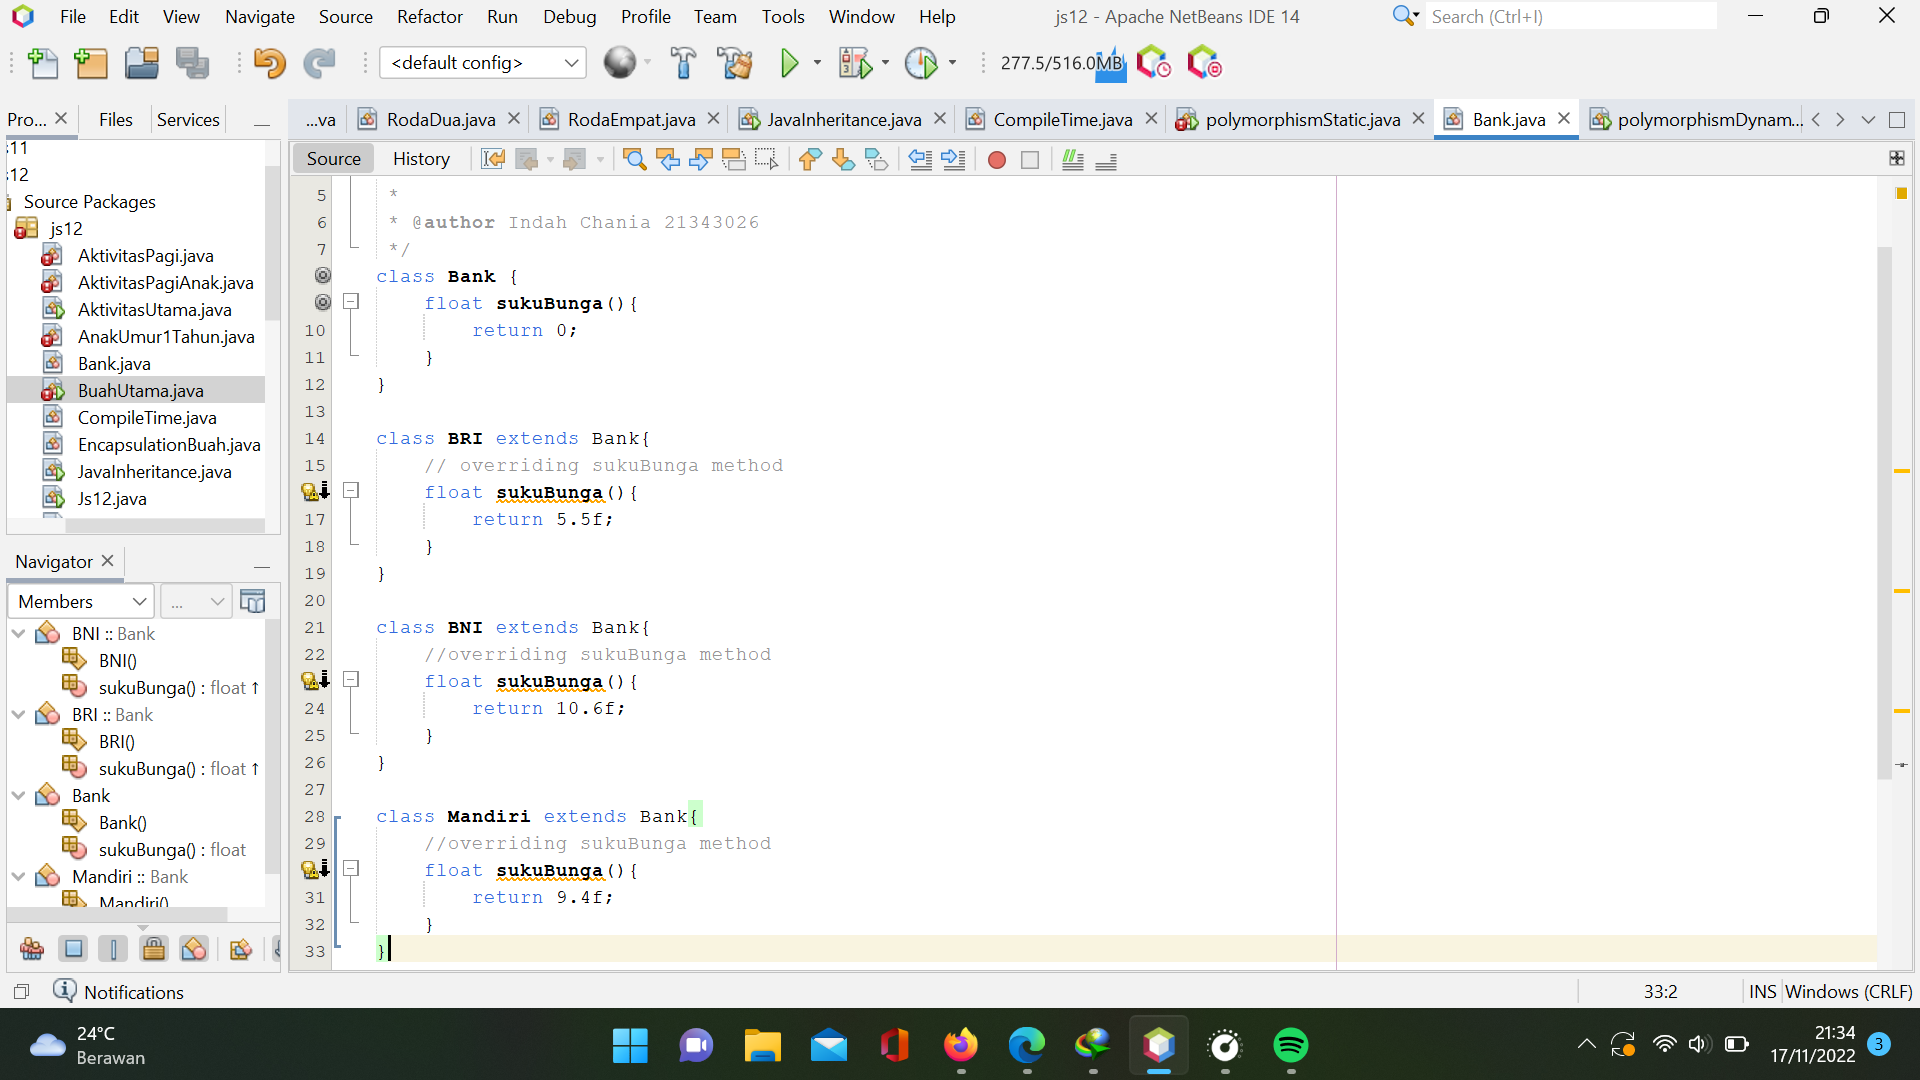 File Edit View Navigate Source Refactor Run Debug Profile Team Tools Window Help
js12 - Apache NetBeans IDE 14
Search (Ctrl+I)
<default config>
277.5/516.0MB
Pro... Files Services
...va RodaDua.java RodaEmpat.java JavaInheritance.java CompileTime.java polymorphismStatic.java Bank.java polymorphismDynam...
Source History
s11
s12
Source Packages
js12
AktivitasPagi.java
AktivitasPagiAnak.java
AktivitasUtama.java
AnakUmur1Tahun.java
Bank.java
BuahUtama.java
CompileTime.java
EncapsulationBuah.java
JavaInheritance.java
Js12.java
Navigator
Members ...
BNI :: Bank
BNI()
sukuBunga() : float ↑
BRI :: Bank
BRI()
sukuBunga() : float ↑
Bank
Bank()
sukuBunga() : float
Mandiri :: Bank
Mandiri()
5 *
6 * @author Indah Chania 21343026
7 */
class Bank {
float sukuBunga(){
10 return 0;
11 }
12 }
13
14 class BRI extends Bank{
15 // overriding sukuBunga method
float sukuBunga(){
17 return 5.5f;
18 }
19 }
20
21 class BNI extends Bank{
22 //overriding sukuBunga method
float sukuBunga(){
24 return 10.6f;
25 }
26 }
27
28 class Mandiri extends Bank{
29 //overriding sukuBunga method
float sukuBunga(){
31 return 9.4f;
32 }
33 }
Notifications
33:2 INS Windows (CRLF)
24°C
Berawan
21:34
17/11/2022
3